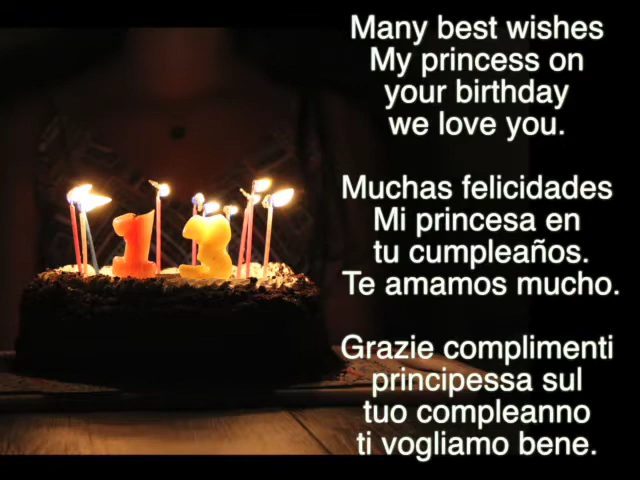 Many best wishes
My princess on
your birthday
we love you.
Muchas felicidades
Mi princesa en
tu cumpleaños.
Te amamos mucho.
Grazie complimenti
principessa sul
tuo compleanno
ti vogliamo bene.
13